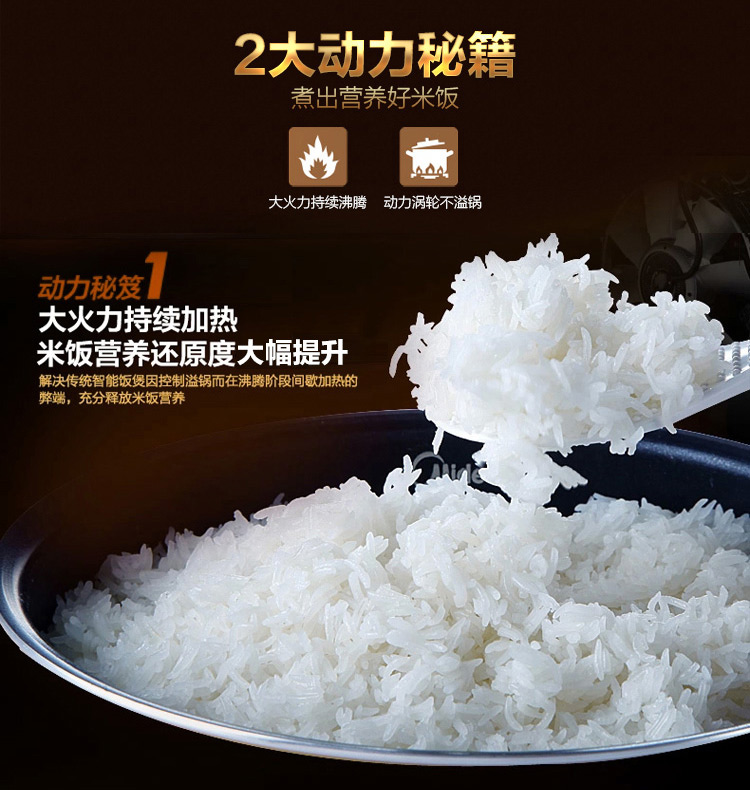 2大动力秘籍
煮出营养好米饭
大火力持续沸腾
动力涡轮不溢锅
动力秘笈1
大火力持续加热
米饭营养还原度大幅提升
解决传统智能饭煲因控制溢锅而在沸腾阶段间歇加热的
弊端，充分释放米饭营养